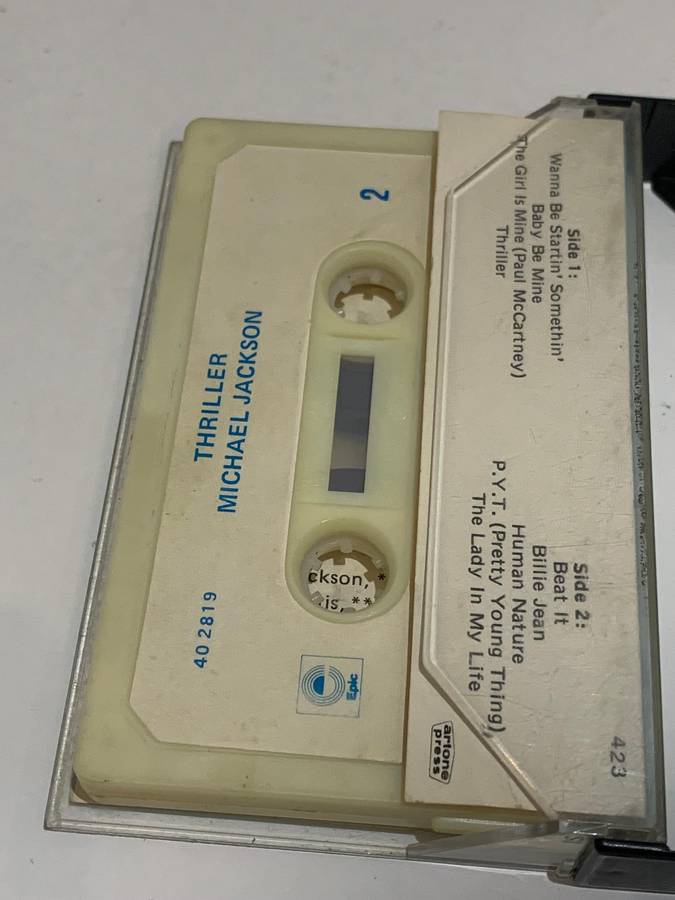 2
THRILLER
MICHAEL JACKSON
40 2819
Epic
ckson, *
is, **
Side 1:
Wanna Be Startin' Somethin'
Baby Be Mine
The Girl Is Mine (Paul McCartney)
Thriller
Side 2:
Beat It
Billie Jean
Human Nature
P.Y.T. (Pretty Young Thing),
The Lady In My Life
artone
press
423